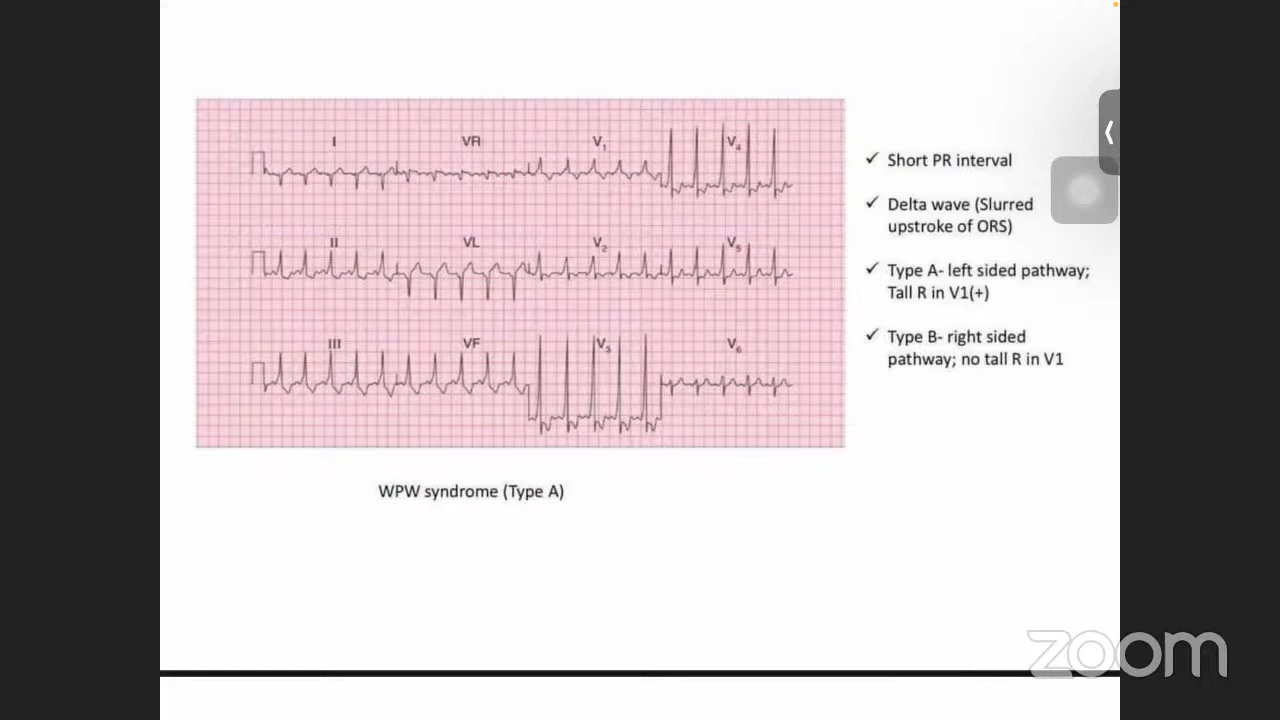 I VR V1 V4
II VL V2 V5
III VF V3 V6
WPW syndrome (Type A)
✓ Short PR interval
✓ Delta wave (Slurred
upstroke of ORS)
✓ Type A- left sided pathway;
Tall R in V1(+)
✓ Type B- right sided
pathway; no tall R in V1
zoom